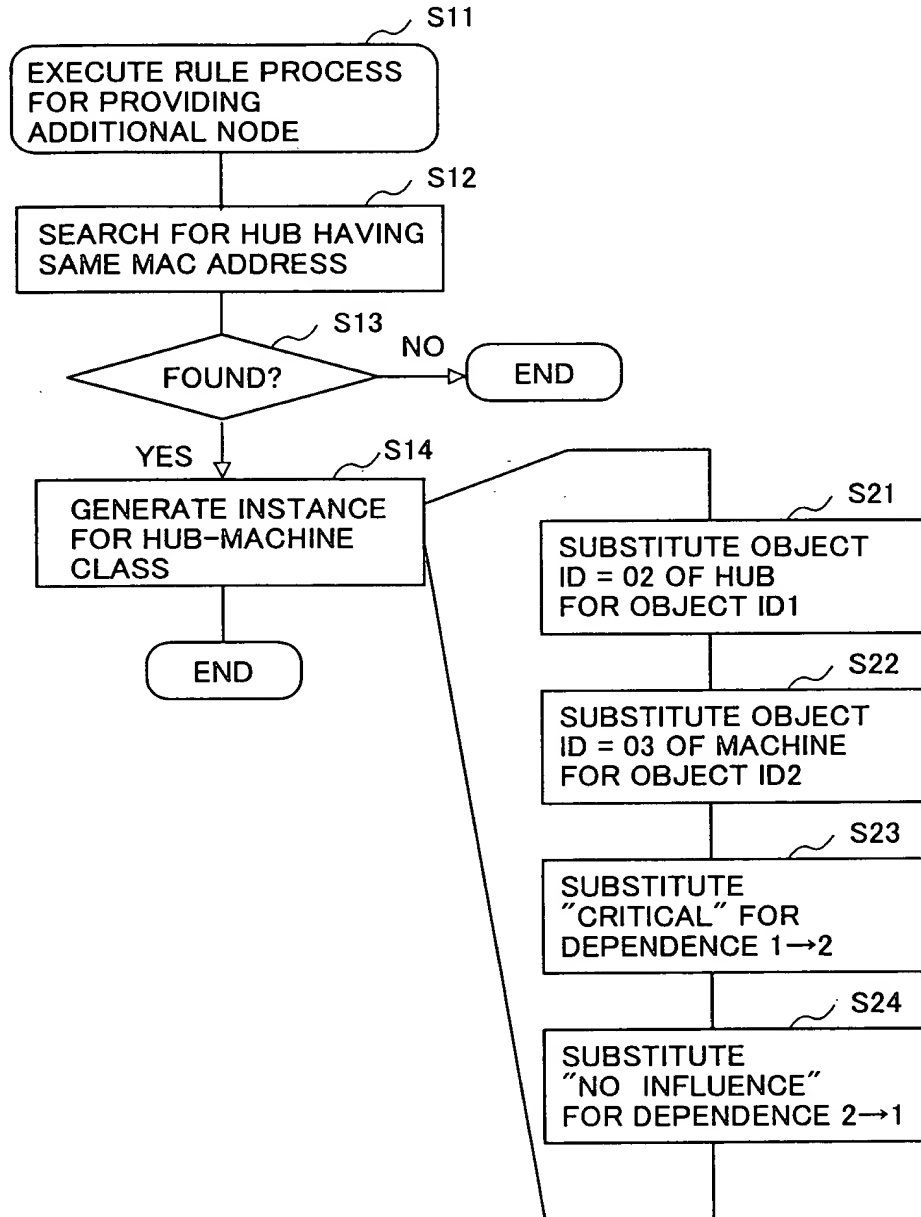 S11
EXECUTE RULE PROCESS
FOR PROVIDING
ADDITIONAL NODE
S12
SEARCH FOR HUB HAVING
SAME MAC ADDRESS
S13
FOUND?
NO
END
YES
S14
GENERATE INSTANCE
FOR HUB-MACHINE
CLASS
END
S21
SUBSTITUTE OBJECT
ID = 02 OF HUB
FOR OBJECT ID1
S22
SUBSTITUTE OBJECT
ID = 03 OF MACHINE
FOR OBJECT ID2
S23
SUBSTITUTE
"CRITICAL" FOR
DEPENDENCE 1→2
S24
SUBSTITUTE
"NO INFLUENCE"
FOR DEPENDENCE 2→1